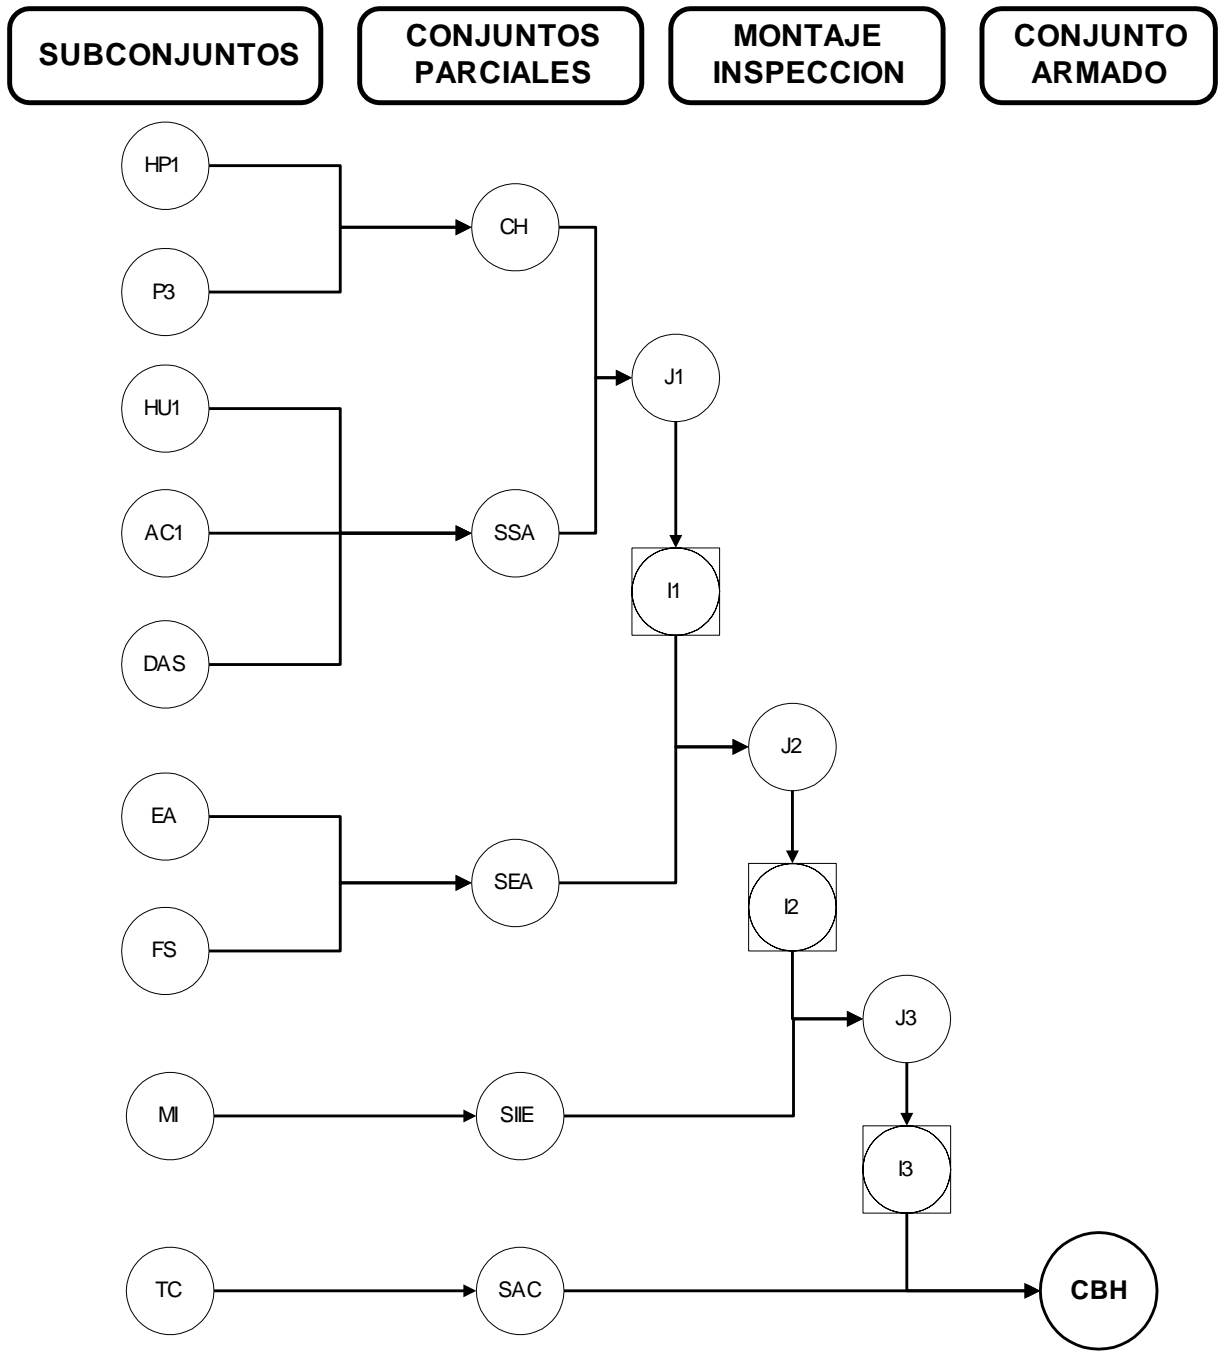 SUBCONJUNTOS
CONJUNTOS
PARCIALES
MONTAJE
INSPECCION
CONJUNTO
ARMADO
HP1
CH
P3
J1
HU1
AC1
SSA
I1
DAS
J2
EA
SEA
I2
FS
J3
MI
SIIE
I3
TC
SAC
CBH